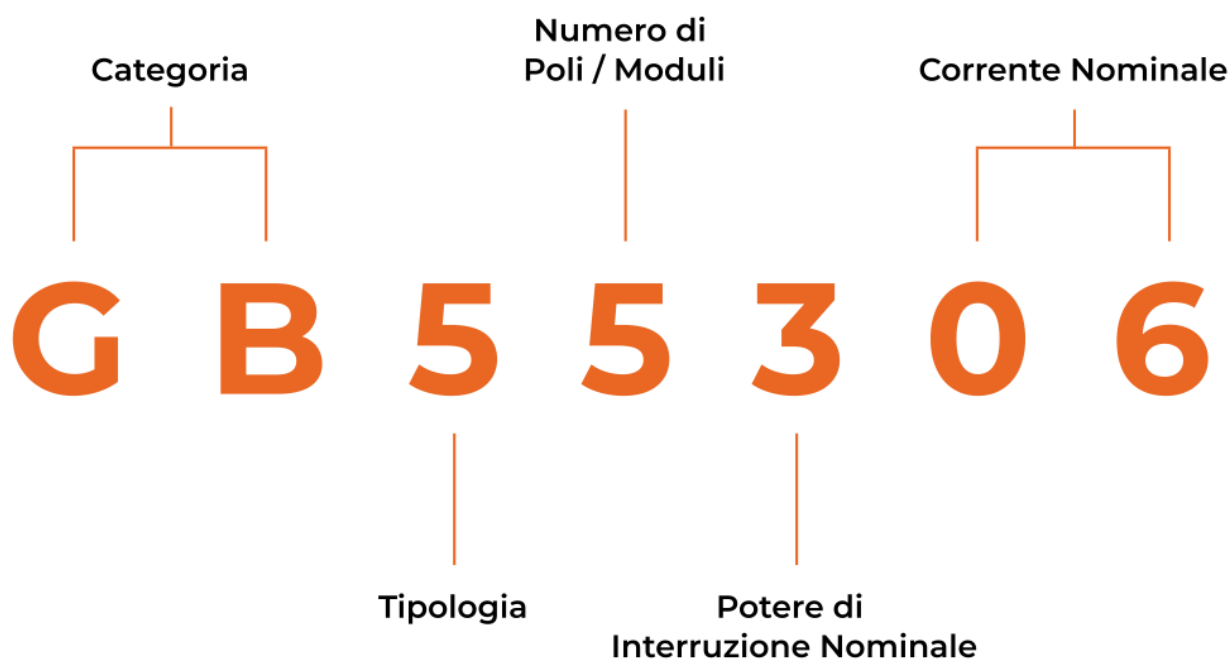 Categoria
Numero di
Poli / Moduli
Corrente Nominale
G B 5 5 3 0 6
Tipologia
Potere di
Interruzione Nominale